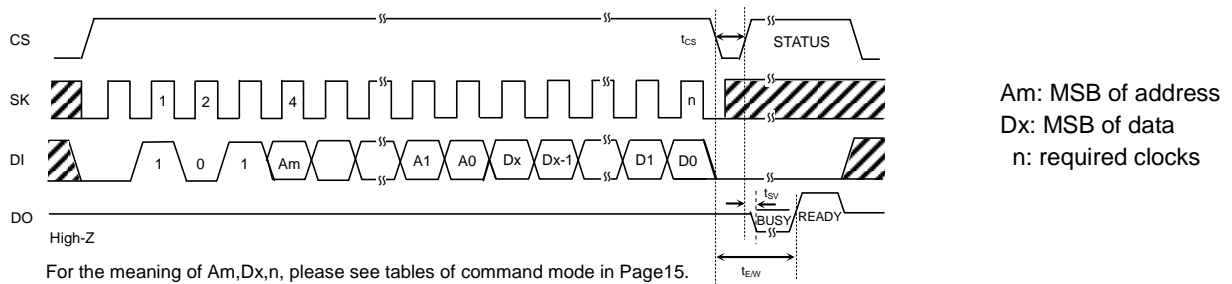 CS
tCS
STATUS
SK
1 2 4 n
DI
1 0 1 Am A1 A0 Dx Dx-1 D1 D0
tSV
DO
BUSY READY
High-Z
tE/W
For the meaning of Am,Dx,n, please see tables of command mode in Page15.
Am: MSB of address
Dx: MSB of data
n: required clocks